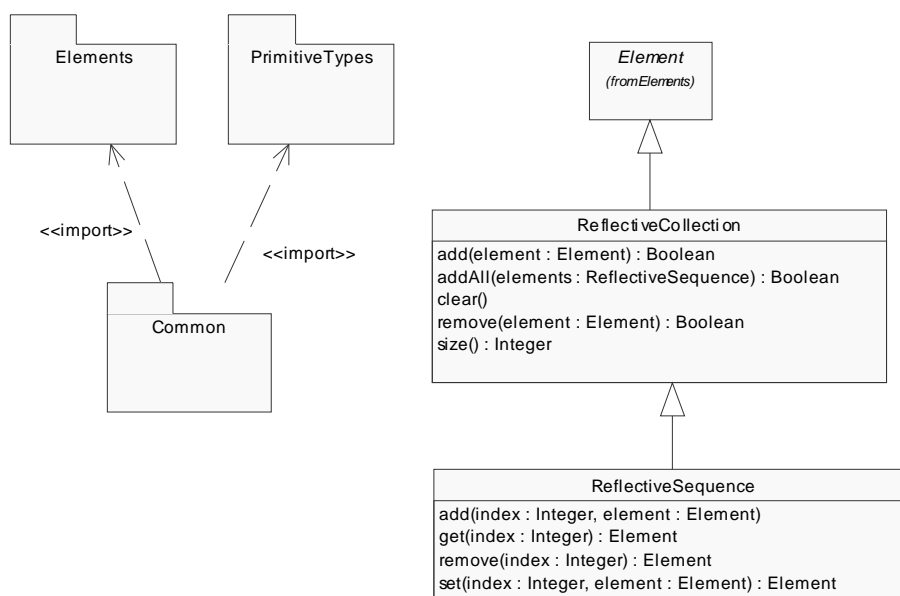 Elements
PrimitiveTypes
<<import>>
<<import>>
Common
Element
(fromElements)
ReflectiveCollection
add(element : Element) : Boolean
addAll(elements : ReflectiveSequence) : Boolean
clear()
remove(element : Element) : Boolean
size() : Integer
ReflectiveSequence
add(index : Integer, element : Element)
get(index : Integer) : Element
remove(index : Integer) : Element
set(index : Integer, element : Element) : Element